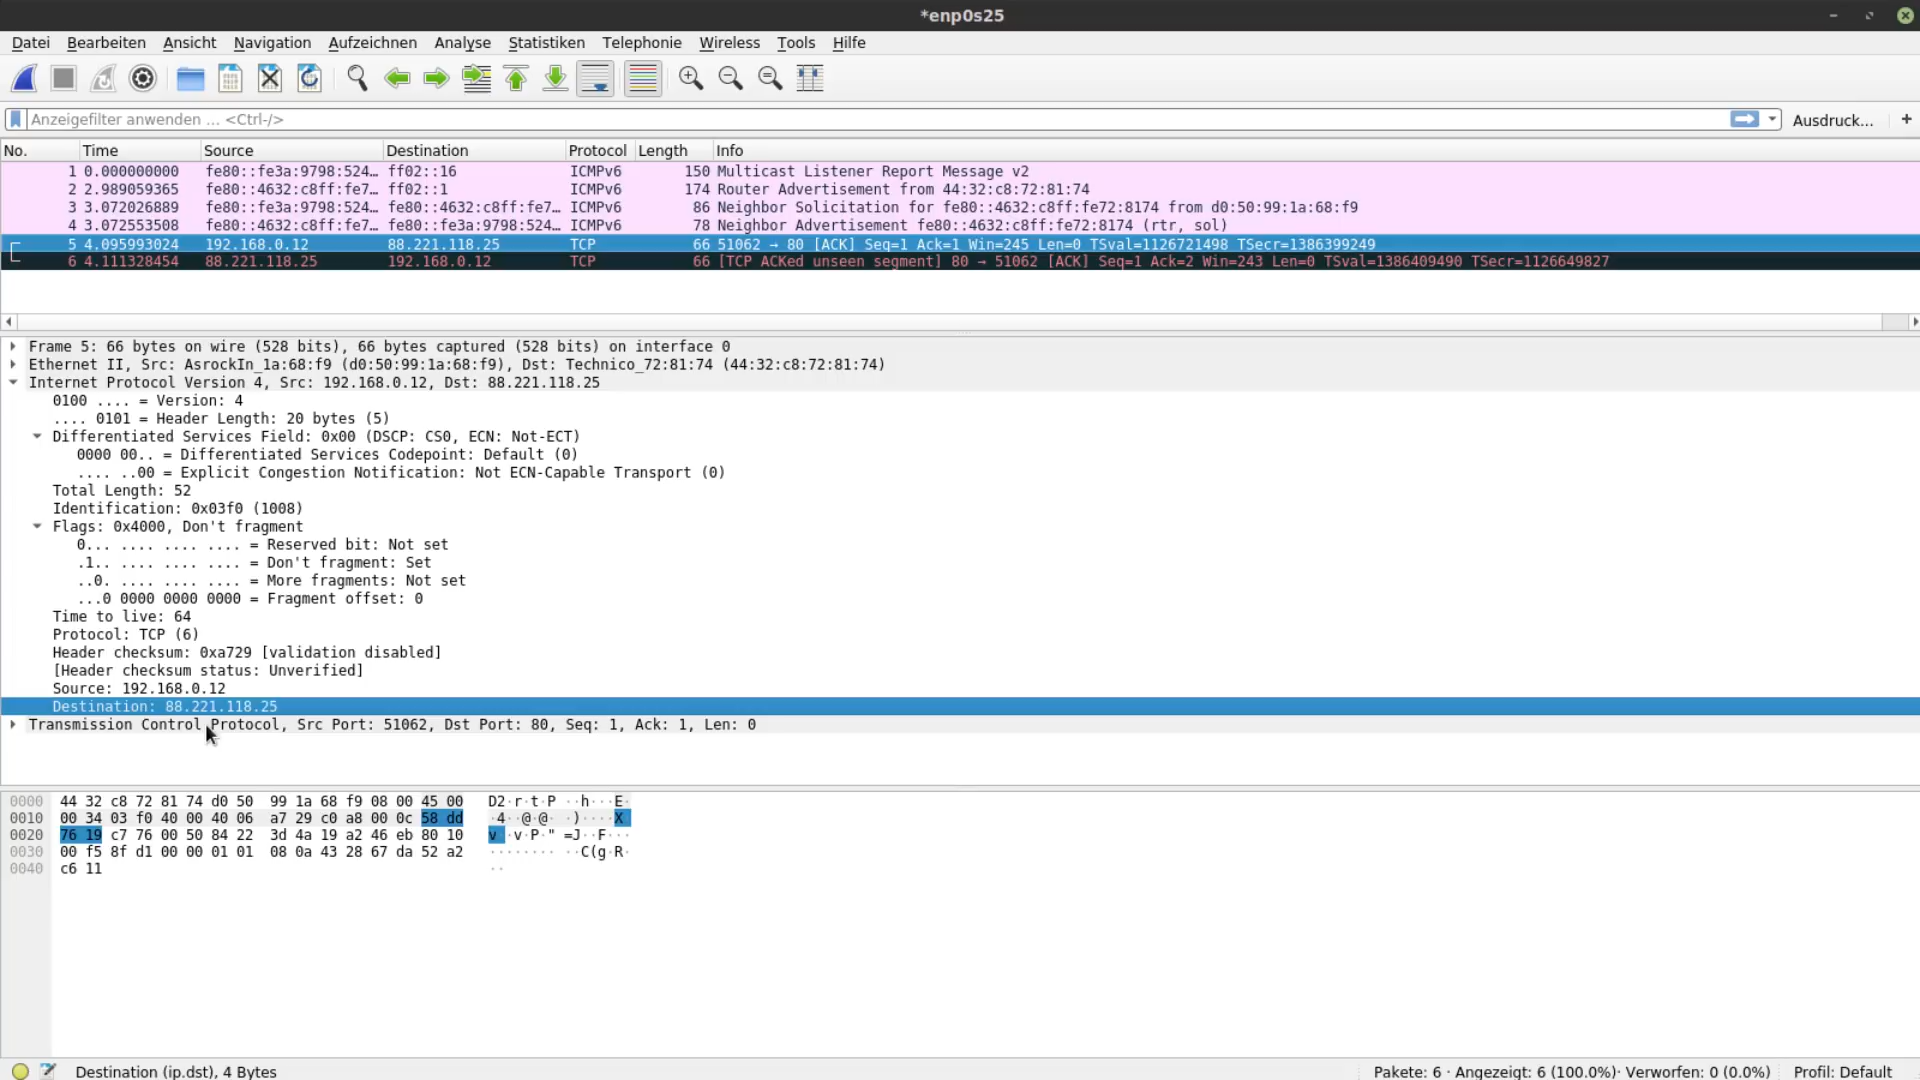 *enp0s25
Datei Bearbeiten Ansicht Navigation Aufzeichnen Analyse Statistiken Telephonie Wireless Tools Hilfe
Anzeigefilter anwenden … <Ctrl-/> Ausdruck… +
No. Time Source Destination Protocol Length Info
1 0.000000000 fe80::fe3a:9798:524… ff02::16 ICMPv6 150 Multicast Listener Report Message v2
2 2.989059365 fe80::4632:c8ff:fe7… ff02::1 ICMPv6 174 Router Advertisement from 44:32:c8:72:81:74
3 3.072026889 fe80::fe3a:9798:524… fe80::4632:c8ff:fe7… ICMPv6 86 Neighbor Solicitation for fe80::4632:c8ff:fe72:8174 from d0:50:99:1a:68:f9
4 3.072553508 fe80::4632:c8ff:fe7… fe80::fe3a:9798:524… ICMPv6 78 Neighbor Advertisement fe80::4632:c8ff:fe72:8174 (rtr, sol)
5 4.095993024 192.168.0.12 88.221.118.25 TCP 66 51062 → 80 [ACK] Seq=1 Ack=1 Win=245 Len=0 TSval=1126721498 TSecr=1386399249
6 4.111328454 88.221.118.25 192.168.0.12 TCP 66 [TCP ACKed unseen segment] 80 → 51062 [ACK] Seq=1 Ack=2 Win=243 Len=0 TSval=1386409490 TSecr=1126649827
Frame 5: 66 bytes on wire (528 bits), 66 bytes captured (528 bits) on interface 0
Ethernet II, Src: AsrockIn_1a:68:f9 (d0:50:99:1a:68:f9), Dst: Technico_72:81:74 (44:32:c8:72:81:74)
Internet Protocol Version 4, Src: 192.168.0.12, Dst: 88.221.118.25
0100 .... = Version: 4
.... 0101 = Header Length: 20 bytes (5)
Differentiated Services Field: 0x00 (DSCP: CS0, ECN: Not-ECT)
0000 00.. = Differentiated Services Codepoint: Default (0)
.... ..00 = Explicit Congestion Notification: Not ECN-Capable Transport (0)
Total Length: 52
Identification: 0x03f0 (1008)
Flags: 0x4000, Don't fragment
0... .... .... .... = Reserved bit: Not set
.1.. .... .... .... = Don't fragment: Set
..0. .... .... .... = More fragments: Not set
...0 0000 0000 0000 = Fragment offset: 0
Time to live: 64
Protocol: TCP (6)
Header checksum: 0xa729 [validation disabled]
[Header checksum status: Unverified]
Source: 192.168.0.12
Destination: 88.221.118.25
Transmission Control Protocol, Src Port: 51062, Dst Port: 80, Seq: 1, Ack: 1, Len: 0
0000 44 32 c8 72 81 74 d0 50 99 1a 68 f9 08 00 45 00 D2·r·t·P ··h···E·
0010 00 34 03 f0 40 00 40 06 a7 29 c0 a8 00 0c 58 dd ·4··@·@· ·)····X·
0020 76 19 c7 76 00 50 84 22 3d 4a 19 a2 46 eb 80 10 v··v·P·" =J··F···
0030 00 f5 8f d1 00 00 01 01 08 0a 43 28 67 da 52 a2 ········ ··C(g·R·
0040 c6 11 ··
Destination (ip.dst), 4 Bytes Pakete: 6 · Angezeigt: 6 (100.0%)· Verworfen: 0 (0.0%) Profil: Default